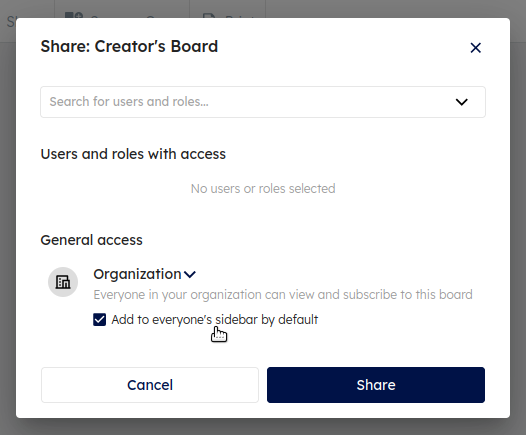 Share: Creator's Board
Search for users and roles...
Users and roles with access
No users or roles selected
General access
Organization
Everyone in your organization can view and subscribe to this board
Add to everyone's sidebar by default
Cancel
Share